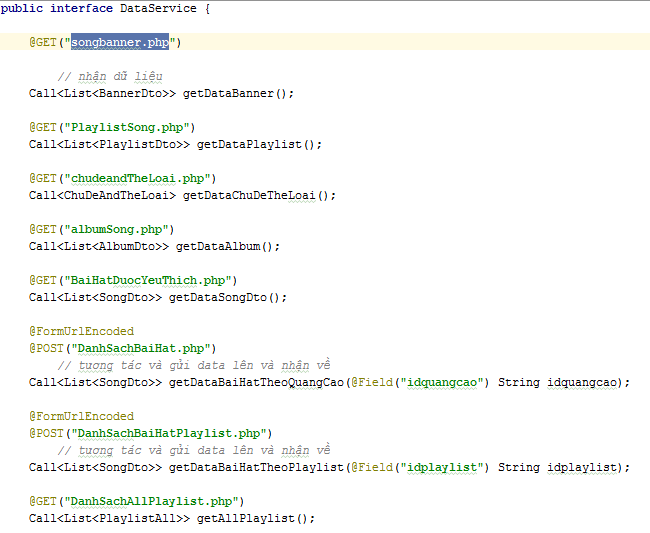 public interface DataService {
@GET("songbanner.php")
// nhận dữ liệu
Call<List<BannerDto>> getDataBanner();
@GET("PlaylistSong.php")
Call<List<PlaylistDto>> getDataPlaylist();
@GET("chudeandTheLoai.php")
Call<ChuDeAndTheLoai> getDataChuDeTheLoai();
@GET("albumSong.php")
Call<List<AlbumDto>> getDataAlbum();
@GET("BaiHatDuocYeuThich.php")
Call<List<SongDto>> getDataSongDto();
@FormUrlEncoded
@POST("DanhSachBaiHat.php")
// tương tác và gửi data lên và nhận về
Call<List<SongDto>> getDataBaiHatTheoQuangCao(@Field("idquangcao") String idquangcao);
@FormUrlEncoded
@POST("DanhSachBaiHatPlaylist.php")
// tương tác và gửi data lên và nhận về
Call<List<SongDto>> getDataBaiHatTheoPlaylist(@Field("idplaylist") String idplaylist);
@GET("DanhSachAllPlaylist.php")
Call<List<PlaylistAll>> getAllPlaylist();